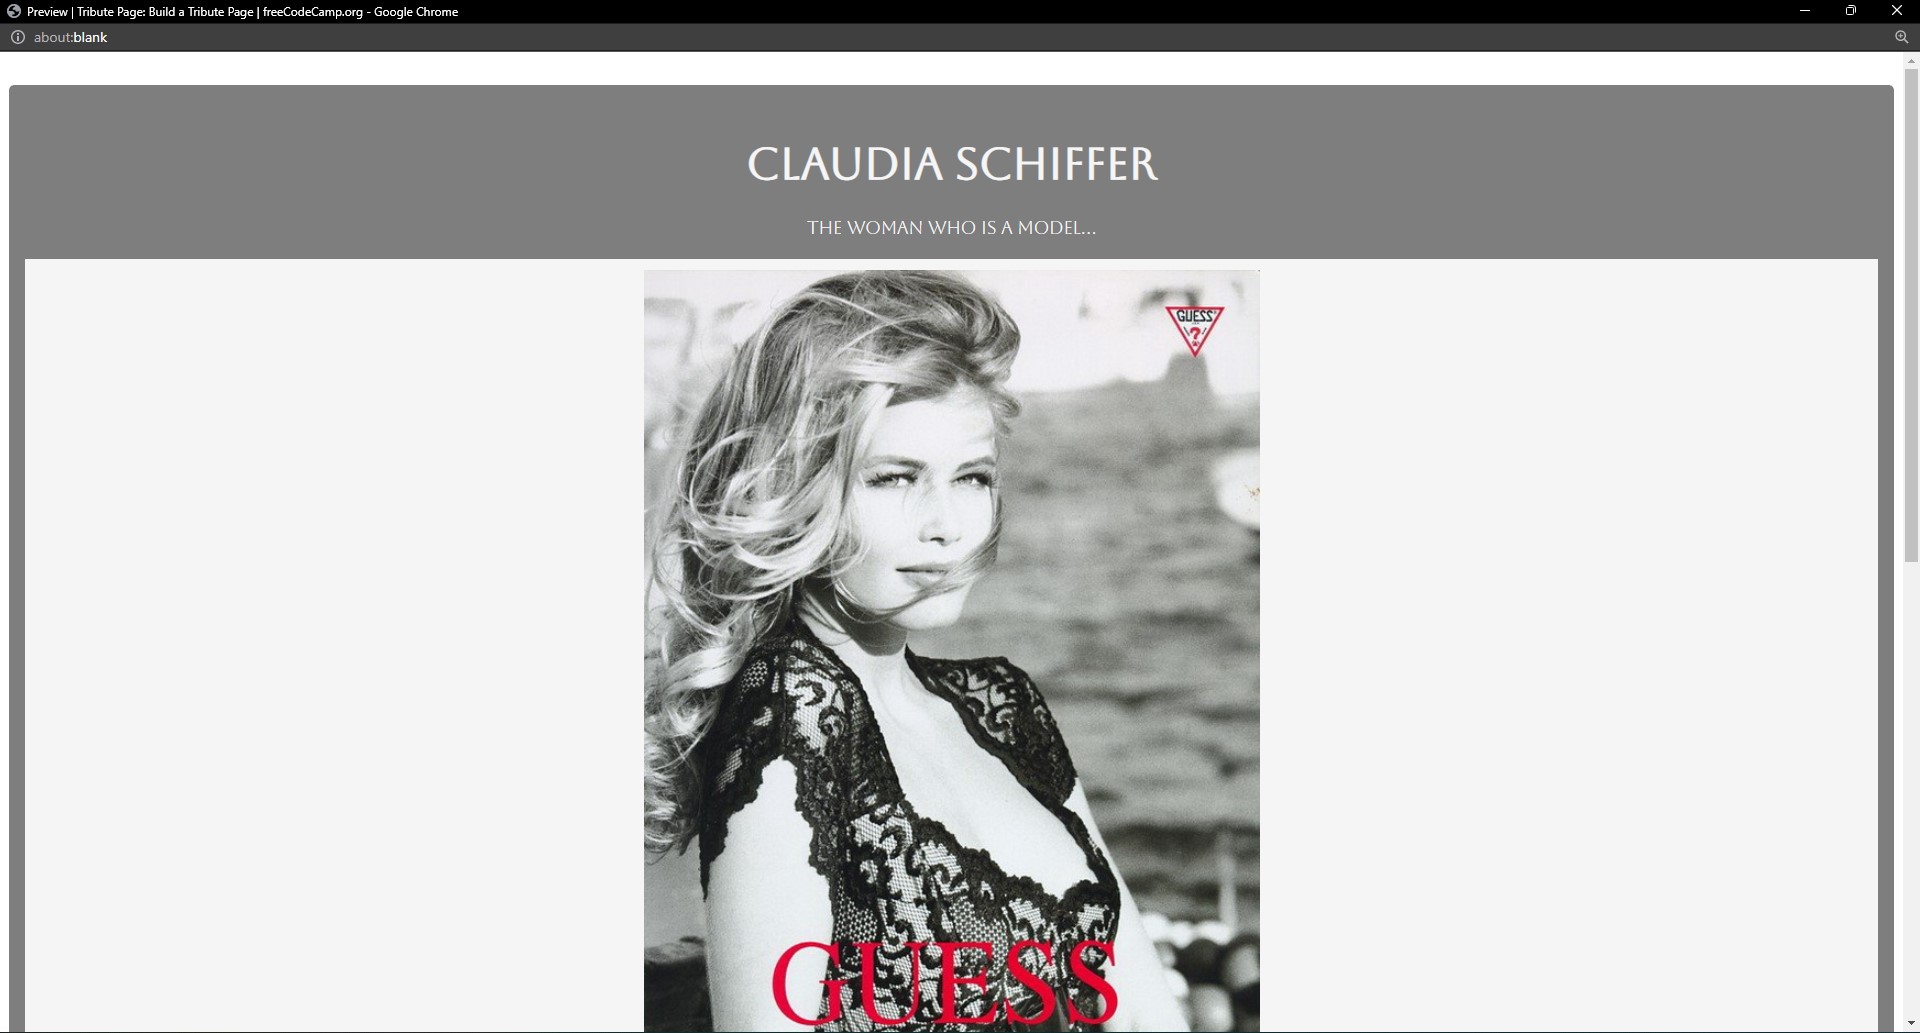 Preview | Tribute Page: Build a Tribute Page | freeCodeCamp.org - Google Chrome
about:blank
CLAUDIA SCHIFFER
THE WOMAN WHO IS A MODEL...
GUESS
?
GUESS